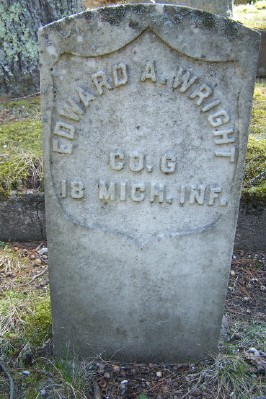 EDWARD A. WRIGHT
CO. G
18 MICH. INF.